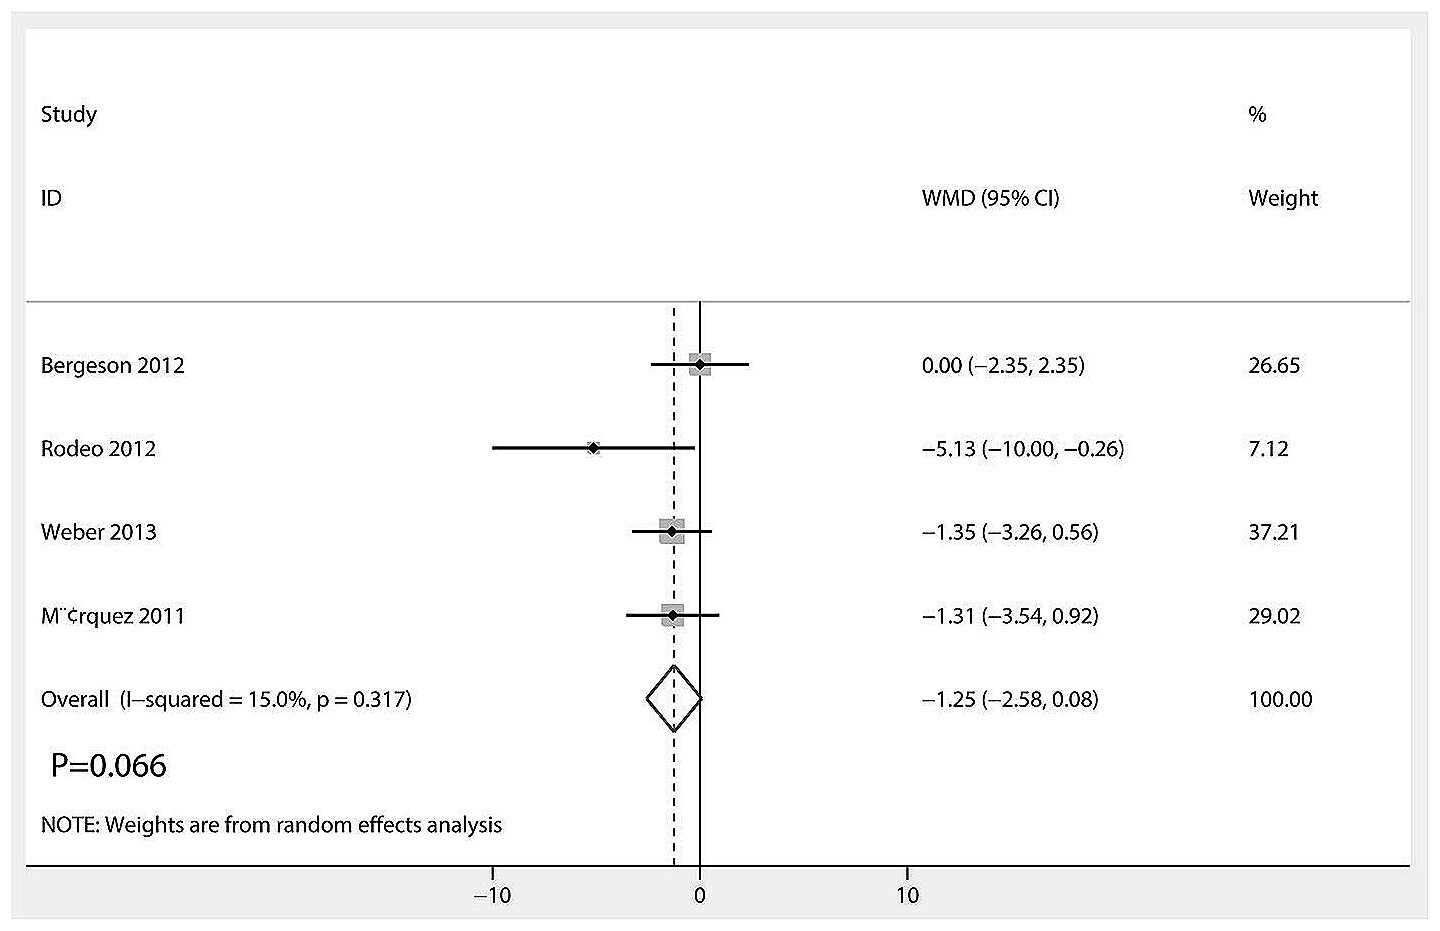 Study %
ID WMD (95% CI) Weight
Bergeson 2012 0.00 (−2.35, 2.35) 26.65
Rodeo 2012 −5.13 (−10.00, −0.26) 7.12
Weber 2013 −1.35 (−3.26, 0.56) 37.21
M¨¢rquez 2011 −1.31 (−3.54, 0.92) 29.02
Overall (I−squared = 15.0%, p = 0.317) −1.25 (−2.58, 0.08) 100.00
P=0.066
NOTE: Weights are from random effects analysis
−10 0 10